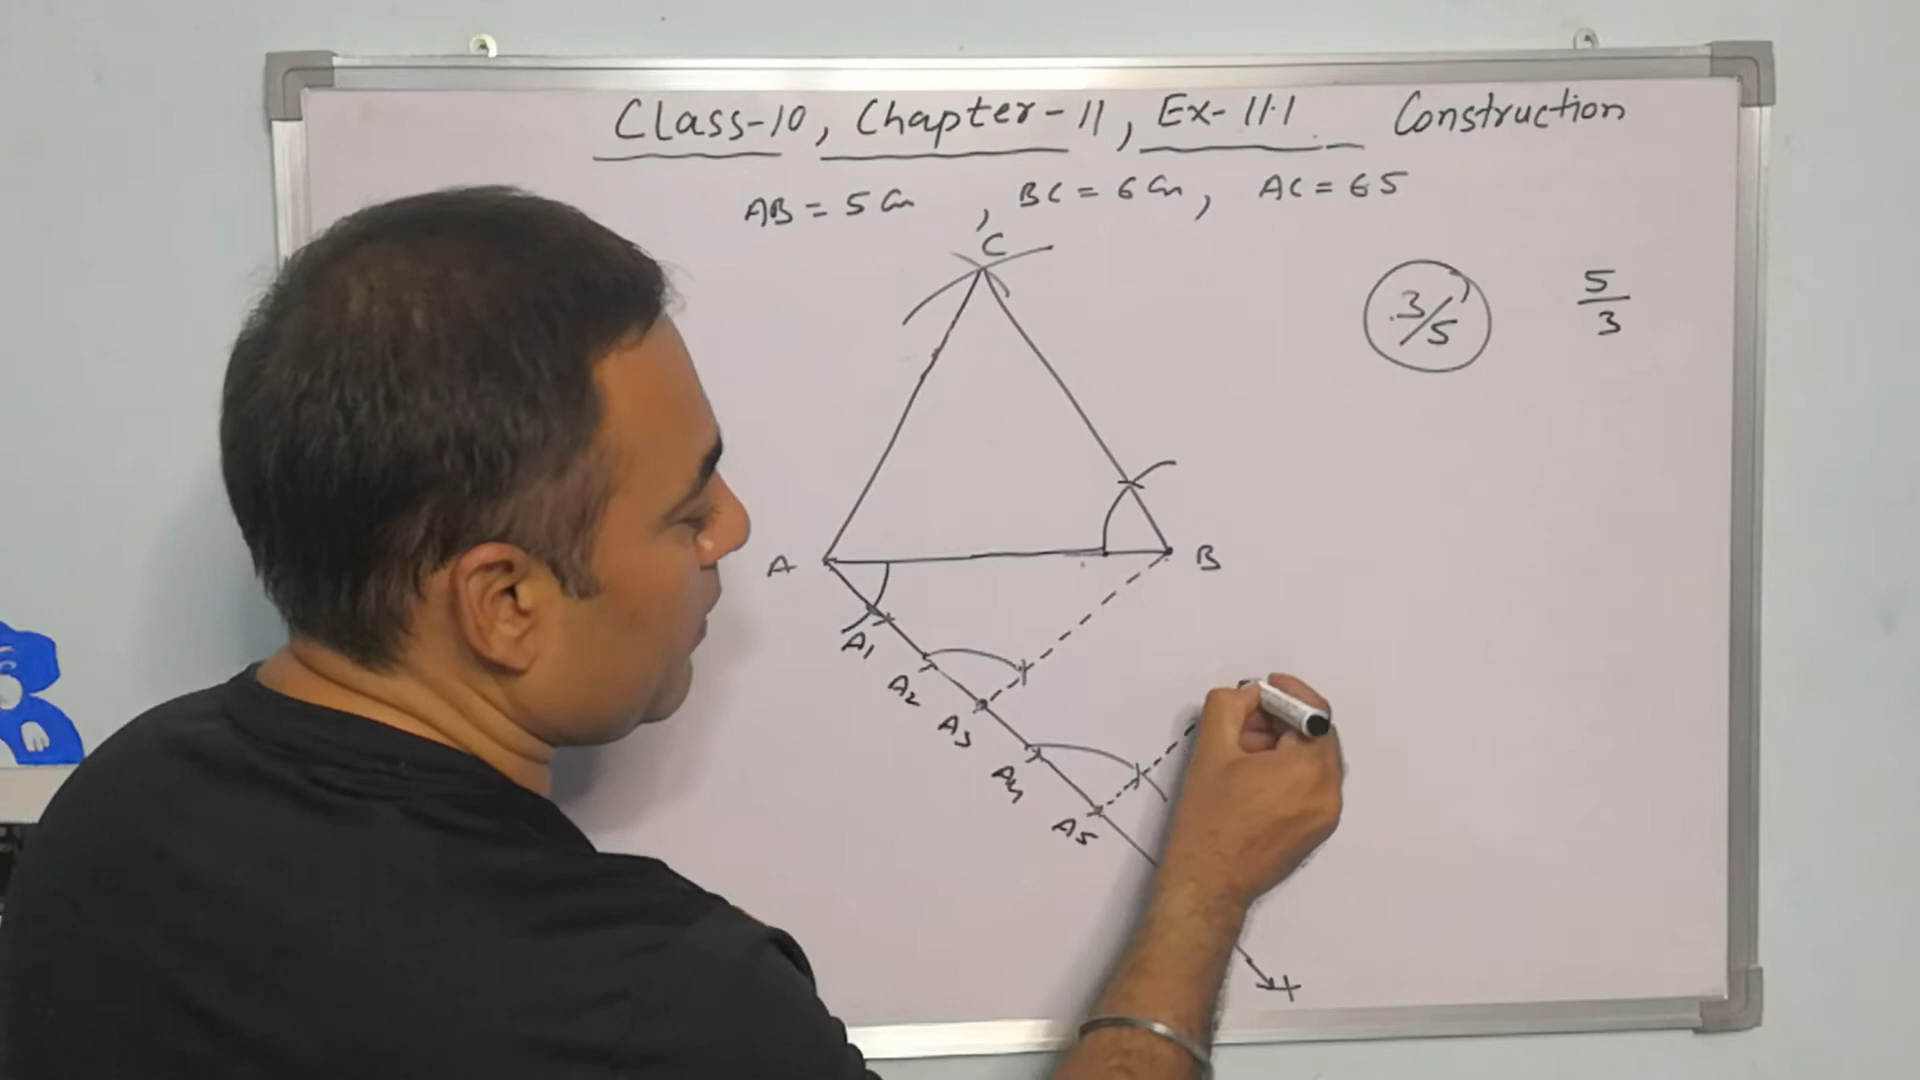 Class-10, Chapter-11, Ex-11.1 Construction
AB = 5 Cm , BC = 6 Cm, AC = 6 5
C
3/5
5
3
A
B
A1
A2
A3
A5